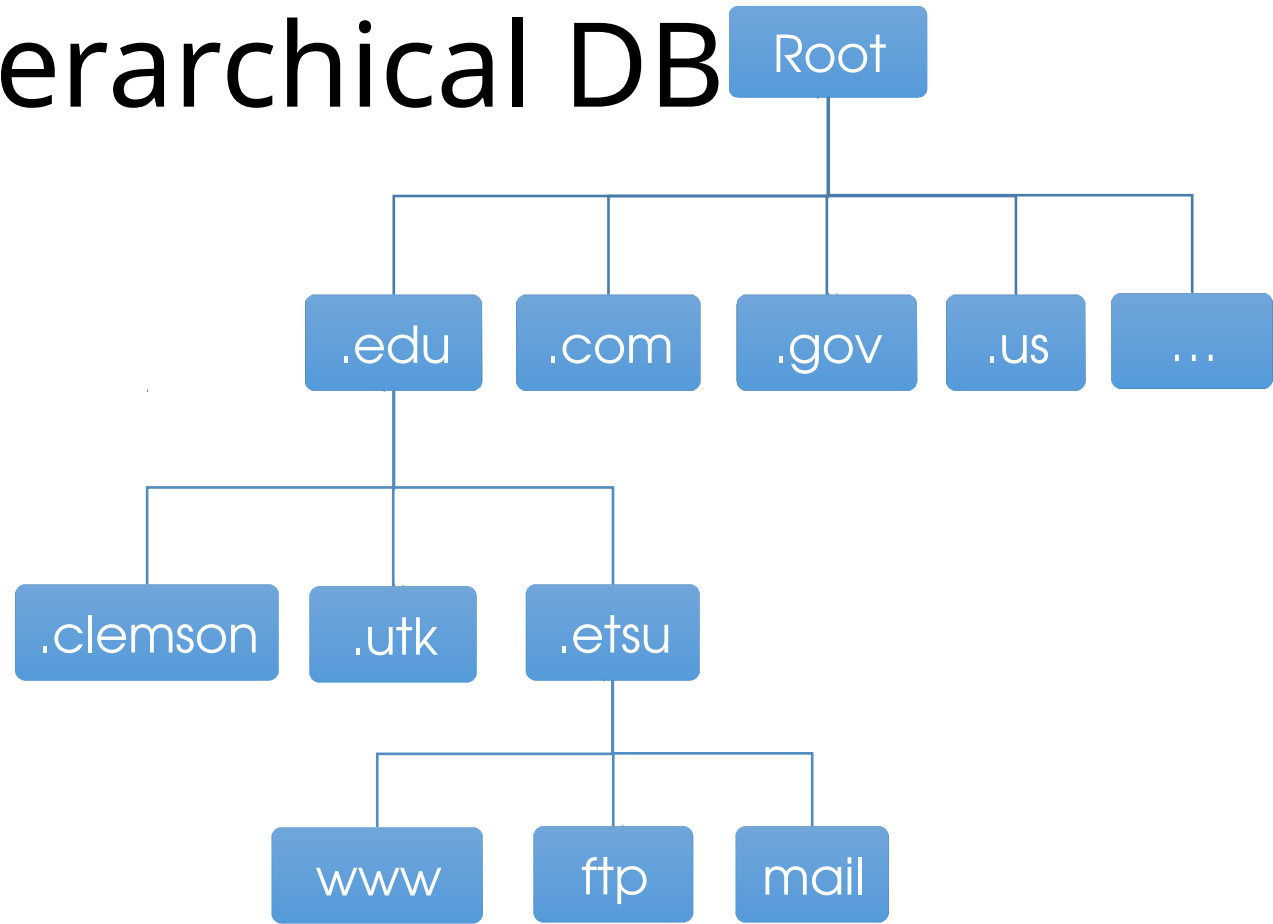 erarchical DB
Root
.edu .com .gov .us ...
.clemson .utk .etsu
www ftp mail